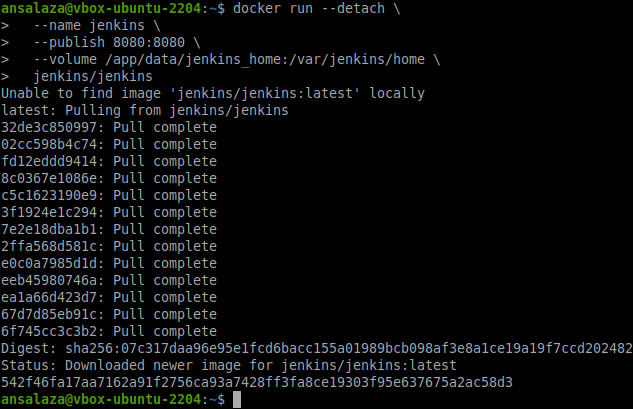 ansalaza@vbox-ubuntu-2204:~$ docker run --detach \
>   --name jenkins \
>   --publish 8080:8080 \
>   --volume /app/data/jenkins_home:/var/jenkins/home \
>   jenkins/jenkins
Unable to find image 'jenkins/jenkins:latest' locally
latest: Pulling from jenkins/jenkins
32de3c850997: Pull complete
02cc598b4c74: Pull complete
fd12eddd9414: Pull complete
8c0367e1086e: Pull complete
c5c1623190e9: Pull complete
3f1924e1c294: Pull complete
7e2e18dba1b1: Pull complete
2ffa568d581c: Pull complete
e0c0a7985d1d: Pull complete
eeb45980746a: Pull complete
ea1a66d423d7: Pull complete
67d7d85eb91c: Pull complete
6f745cc3c3b2: Pull complete
Digest: sha256:07c317daa96e95e1fcd6bacc155a01989bcb098af3e8a1ce19a19f7ccd202482
Status: Downloaded newer image for jenkins/jenkins:latest
542f46fa17aa7162a91f2756ca93a7428ff3fa8ce19303f95e637675a2ac58d3
ansalaza@vbox-ubuntu-2204:~$